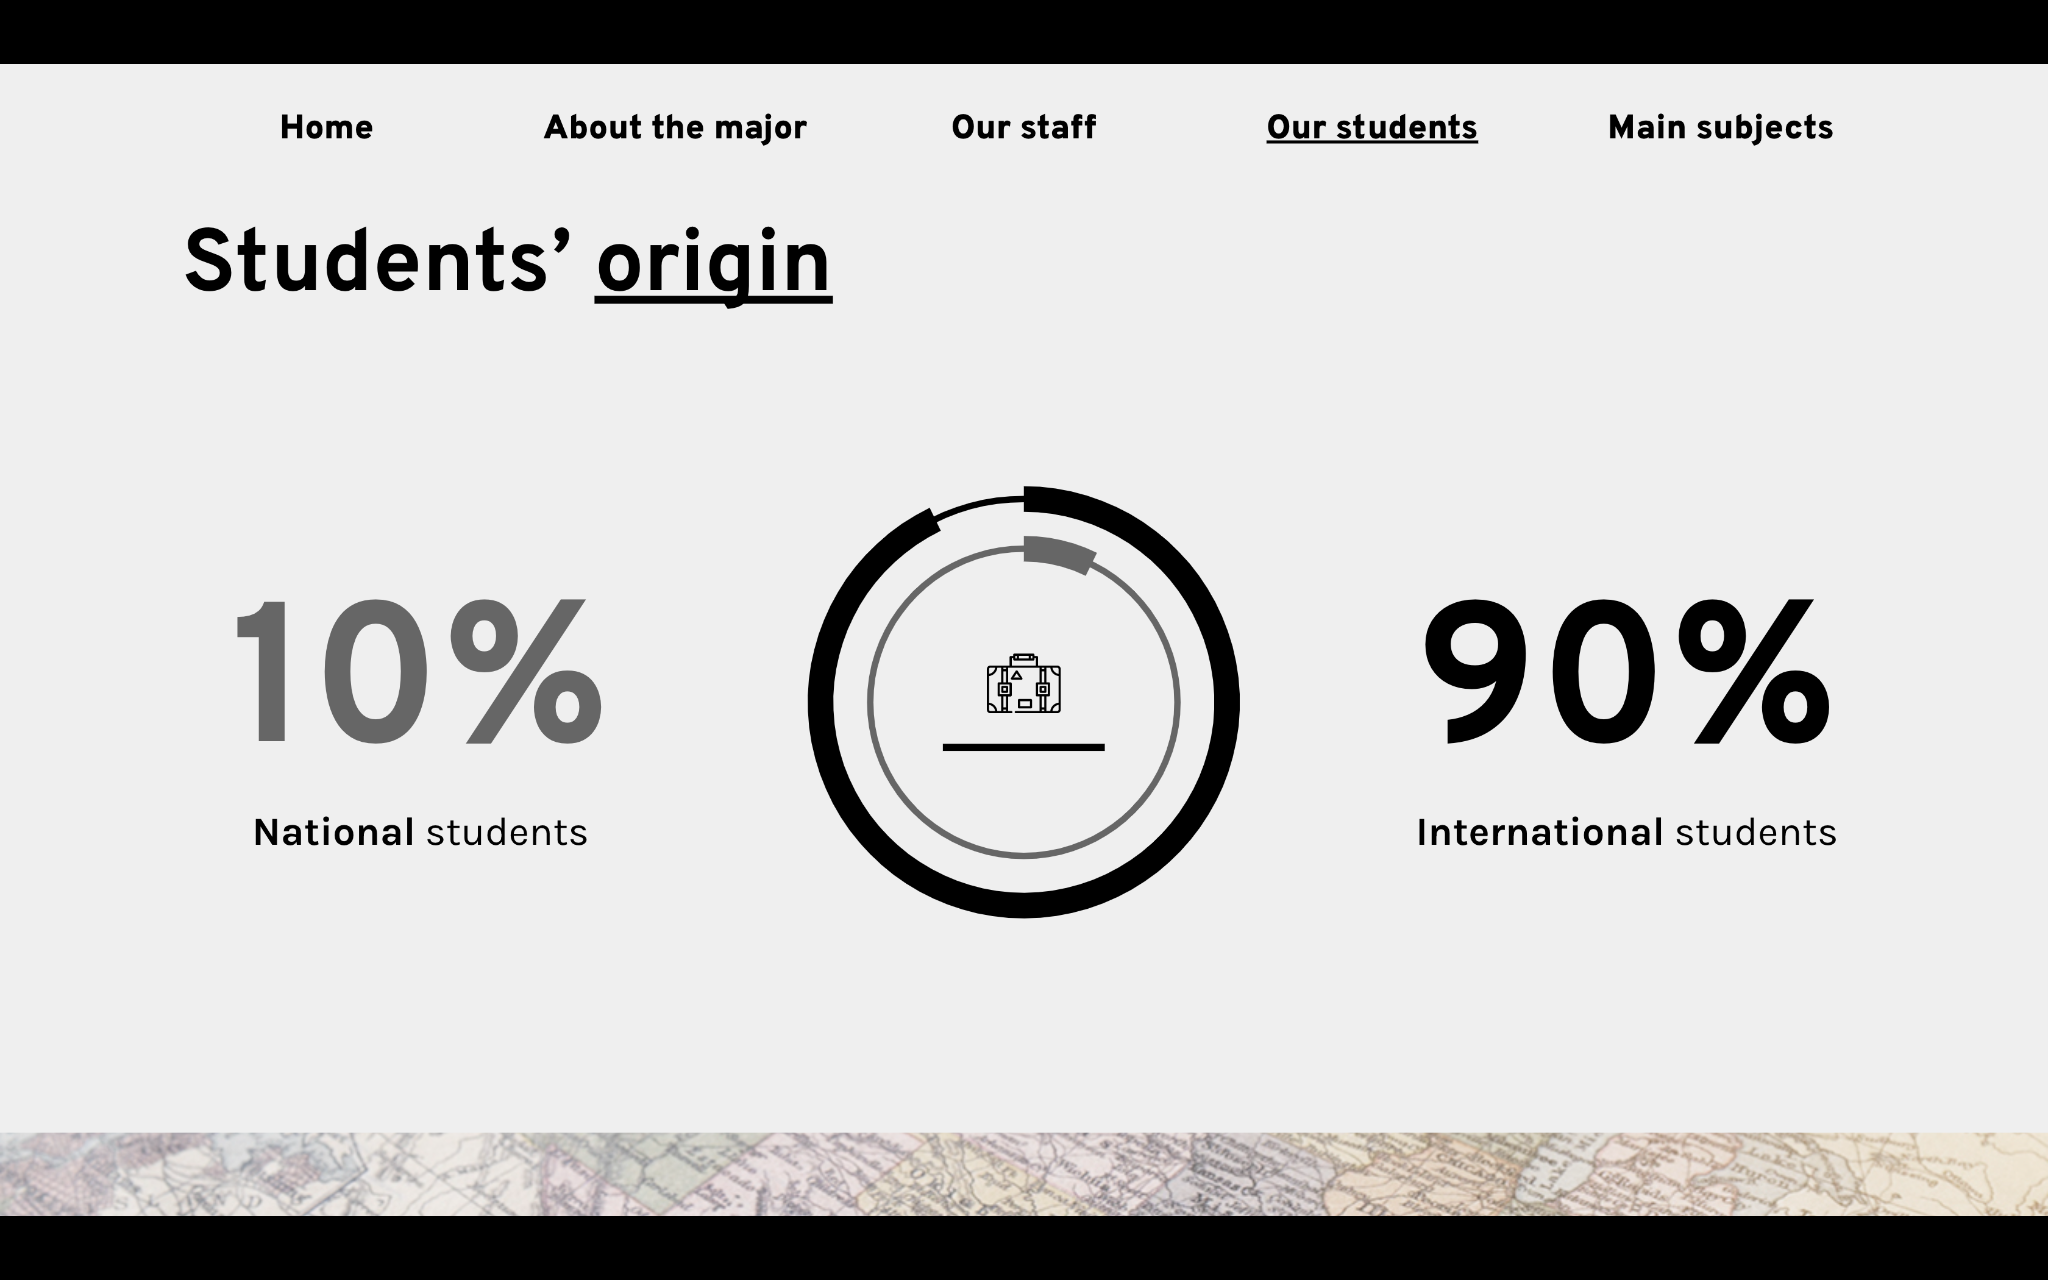 Home About the major Our staff Our students Main subjects
Students’ origin
10%
90%
National students
International students